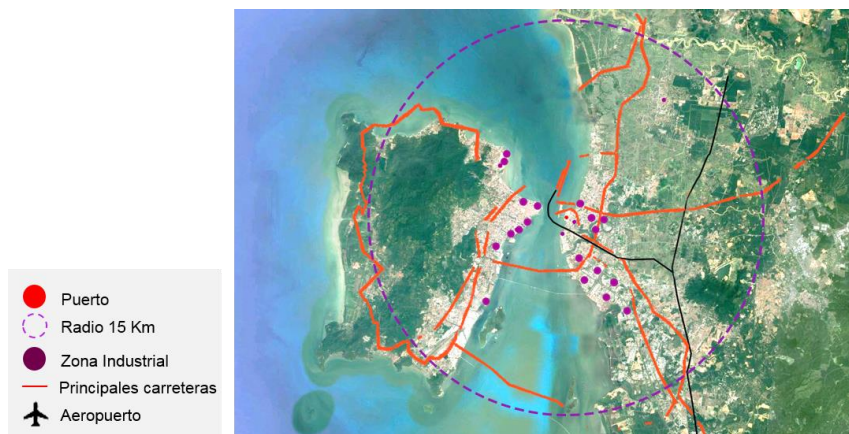 Puerto
Radio 15 Km
Zona Industrial
Principales carreteras
Aeropuerto